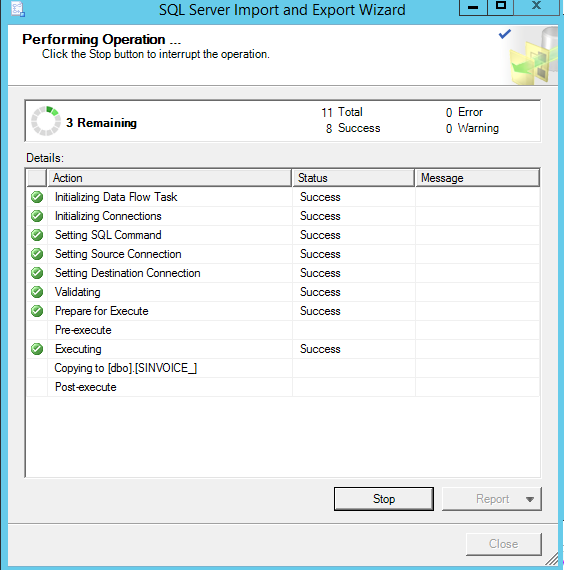 SQL Server Import and Export Wizard
Performing Operation ...
Click the Stop button to interrupt the operation.
3 Remaining
11 Total 0 Error
8 Success 0 Warning
Details:
Action Status Message
Initializing Data Flow Task Success
Initializing Connections Success
Setting SQL Command Success
Setting Source Connection Success
Setting Destination Connection Success
Validating Success
Prepare for Execute Success
Pre-execute
Executing Success
Copying to [dbo].[SINVOICE_]
Post-execute
Stop Report
Close